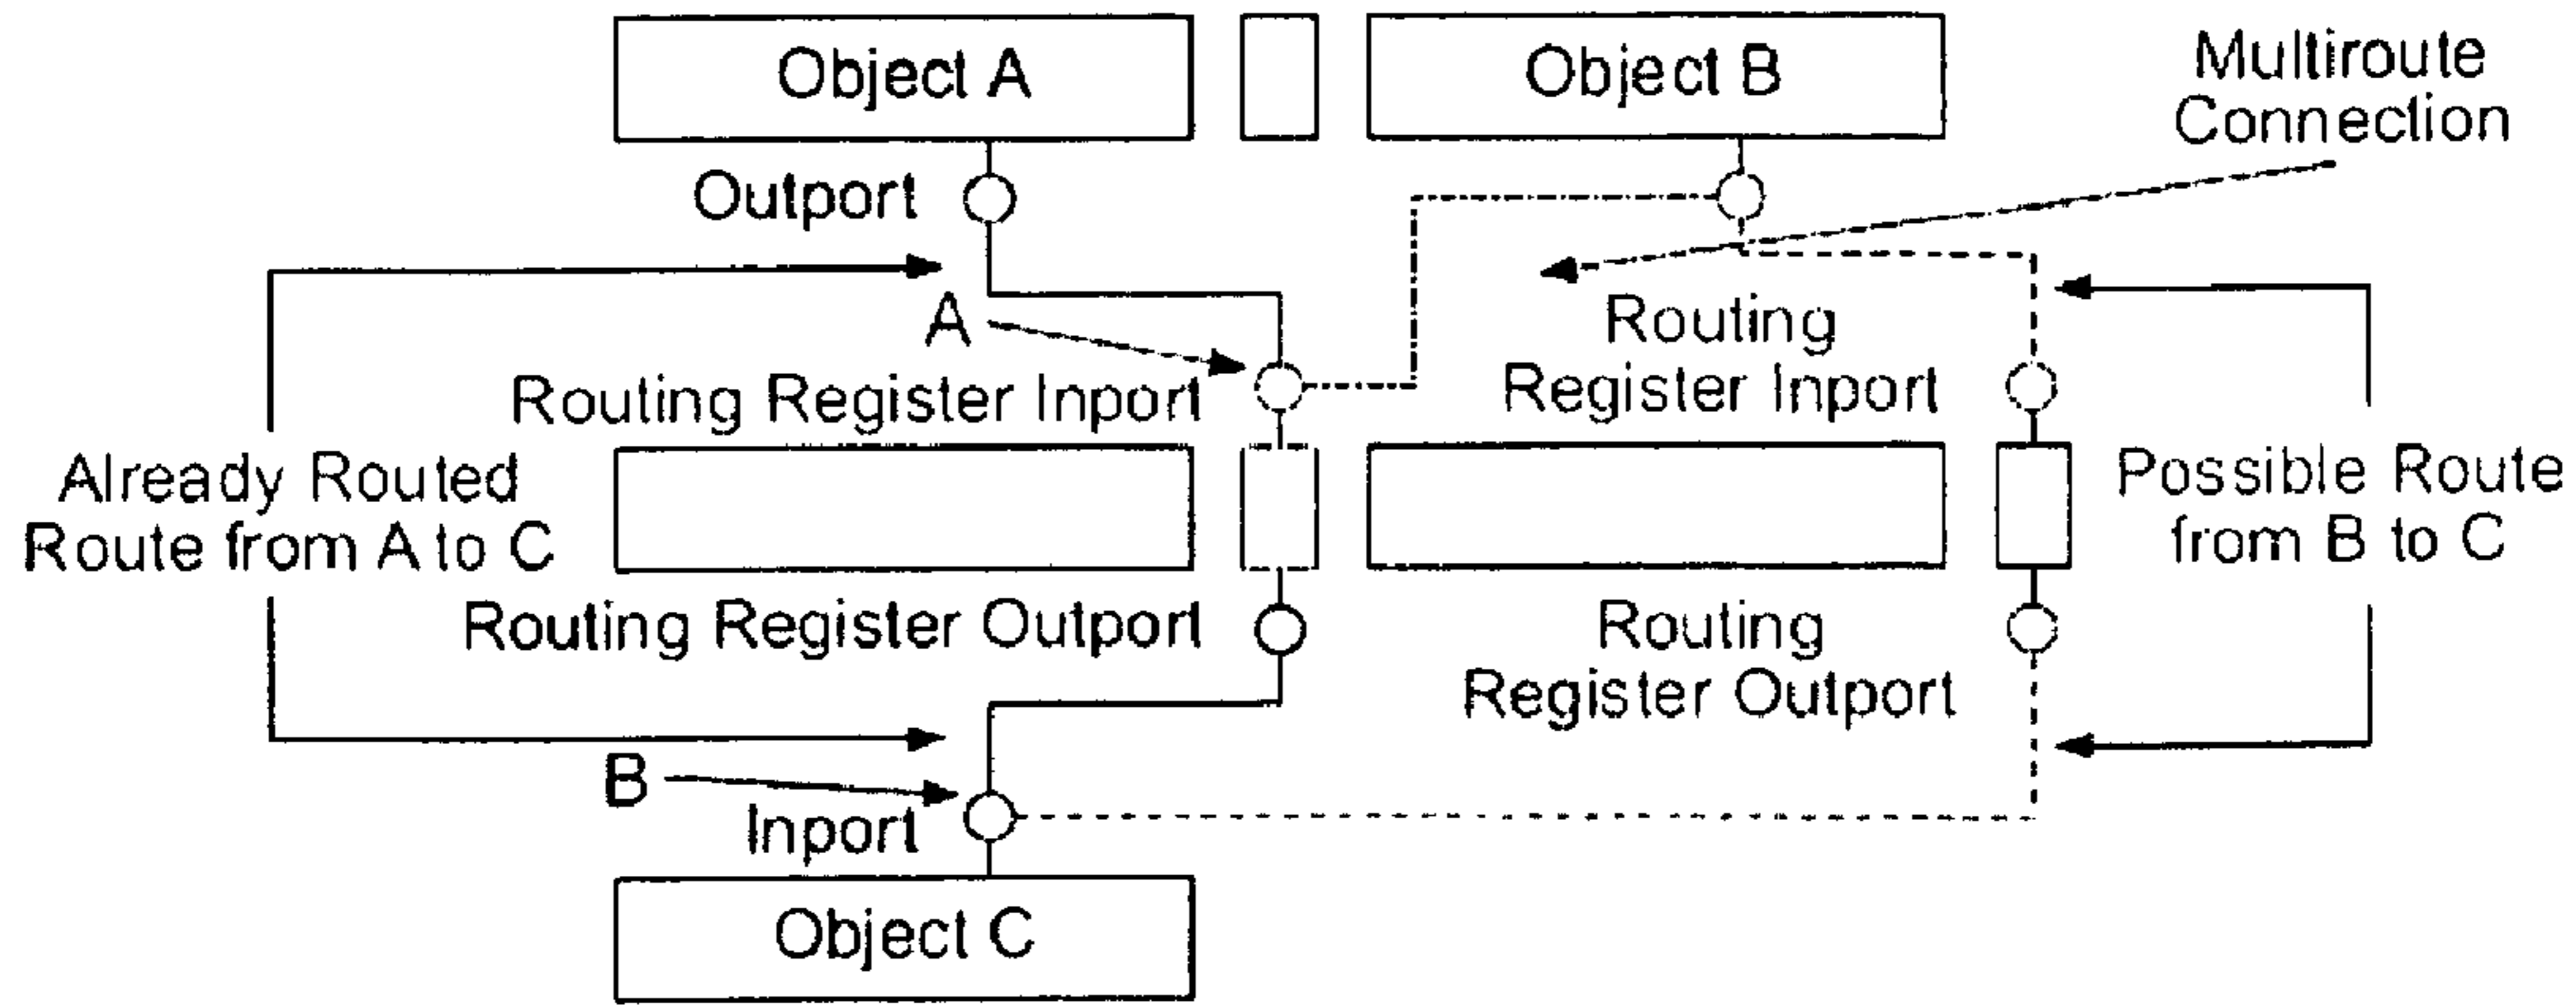 Object A
Object B
Multiroute
Connection
Outport
A
Routing Register Inport
Routing
Register Inport
Already Routed
Route from A to C
Possible Route
from B to C
Routing Register Outport
Routing
Register Outport
B
Inport
Object C